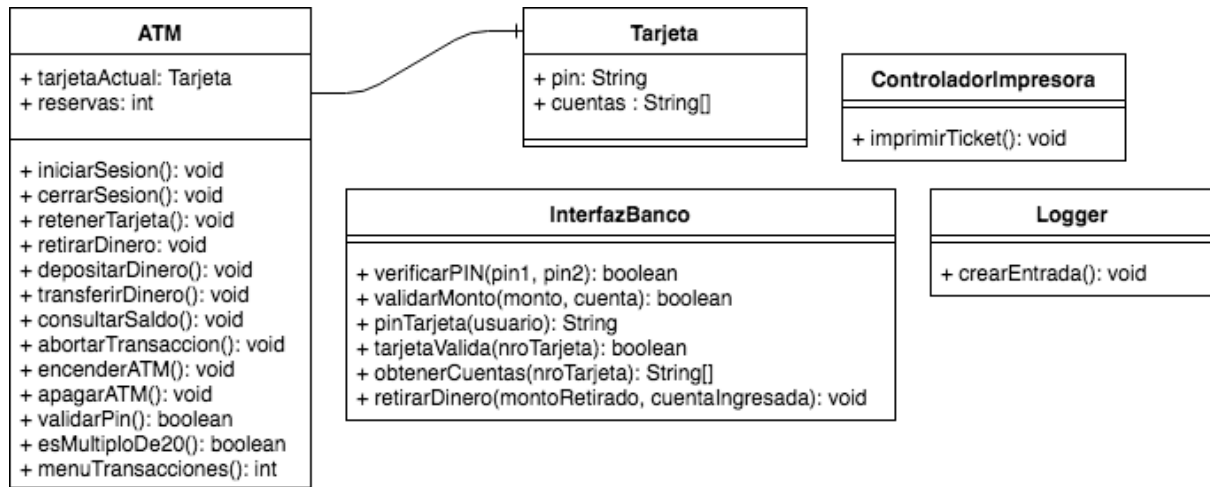 ATM
+ tarjetaActual: Tarjeta
+ reservas: int
+ iniciarSesion(): void
+ cerrarSesion(): void
+ retenerTarjeta(): void
+ retirarDinero: void
+ depositarDinero(): void
+ transferirDinero(): void
+ consultarSaldo(): void
+ abortarTransaccion(): void
+ encenderATM(): void
+ apagarATM(): void
+ validarPin(): boolean
+ esMultiploDe20(): boolean
+ menuTransacciones(): int
Tarjeta
+ pin: String
+ cuentas : String[]
ControladorImpresora
+ imprimirTicket(): void
InterfazBanco
+ verificarPIN(pin1, pin2): boolean
+ validarMonto(monto, cuenta): boolean
+ pinTarjeta(usuario): String
+ tarjetaValida(nroTarjeta): boolean
+ obtenerCuentas(nroTarjeta): String[]
+ retirarDinero(montoRetirado, cuentaIngresada): void
Logger
+ crearEntrada(): void